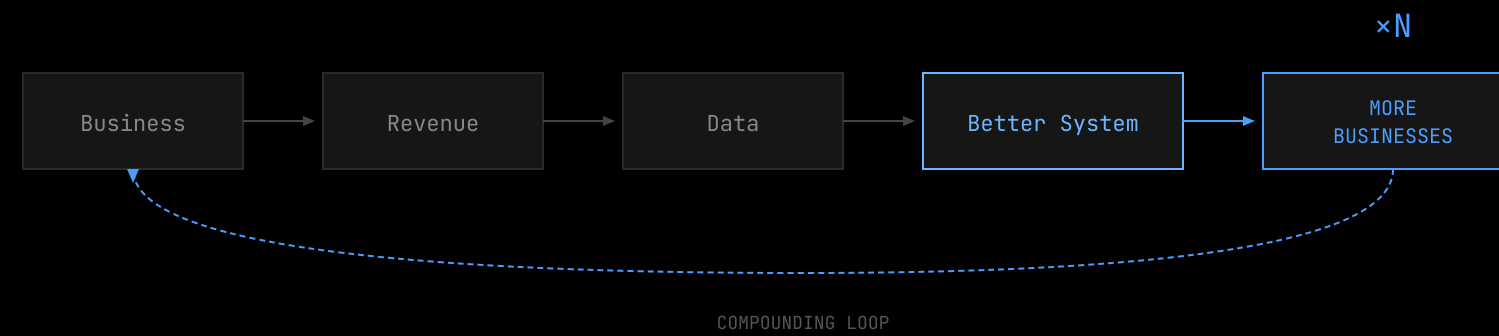 ×N
Business
Revenue
Data
Better System
MORE
BUSINESSES
COMPOUNDING LOOP